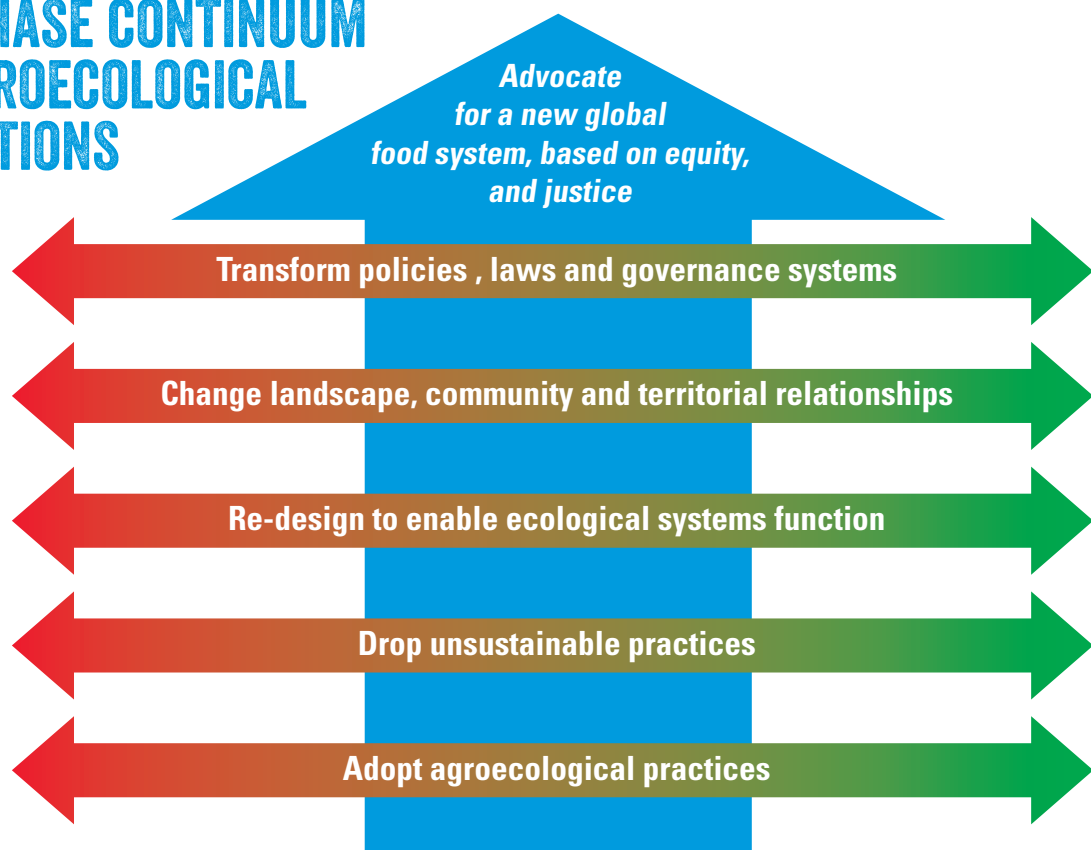 CONTINUUM
TIONS
Advocate
for a new global
food system, based on equity,
and justice
Transform policies , laws and governance systems
Change landscape, community and territorial relationships
Re-design to enable ecological systems function
Drop unsustainable practices
Adopt agroecological practices